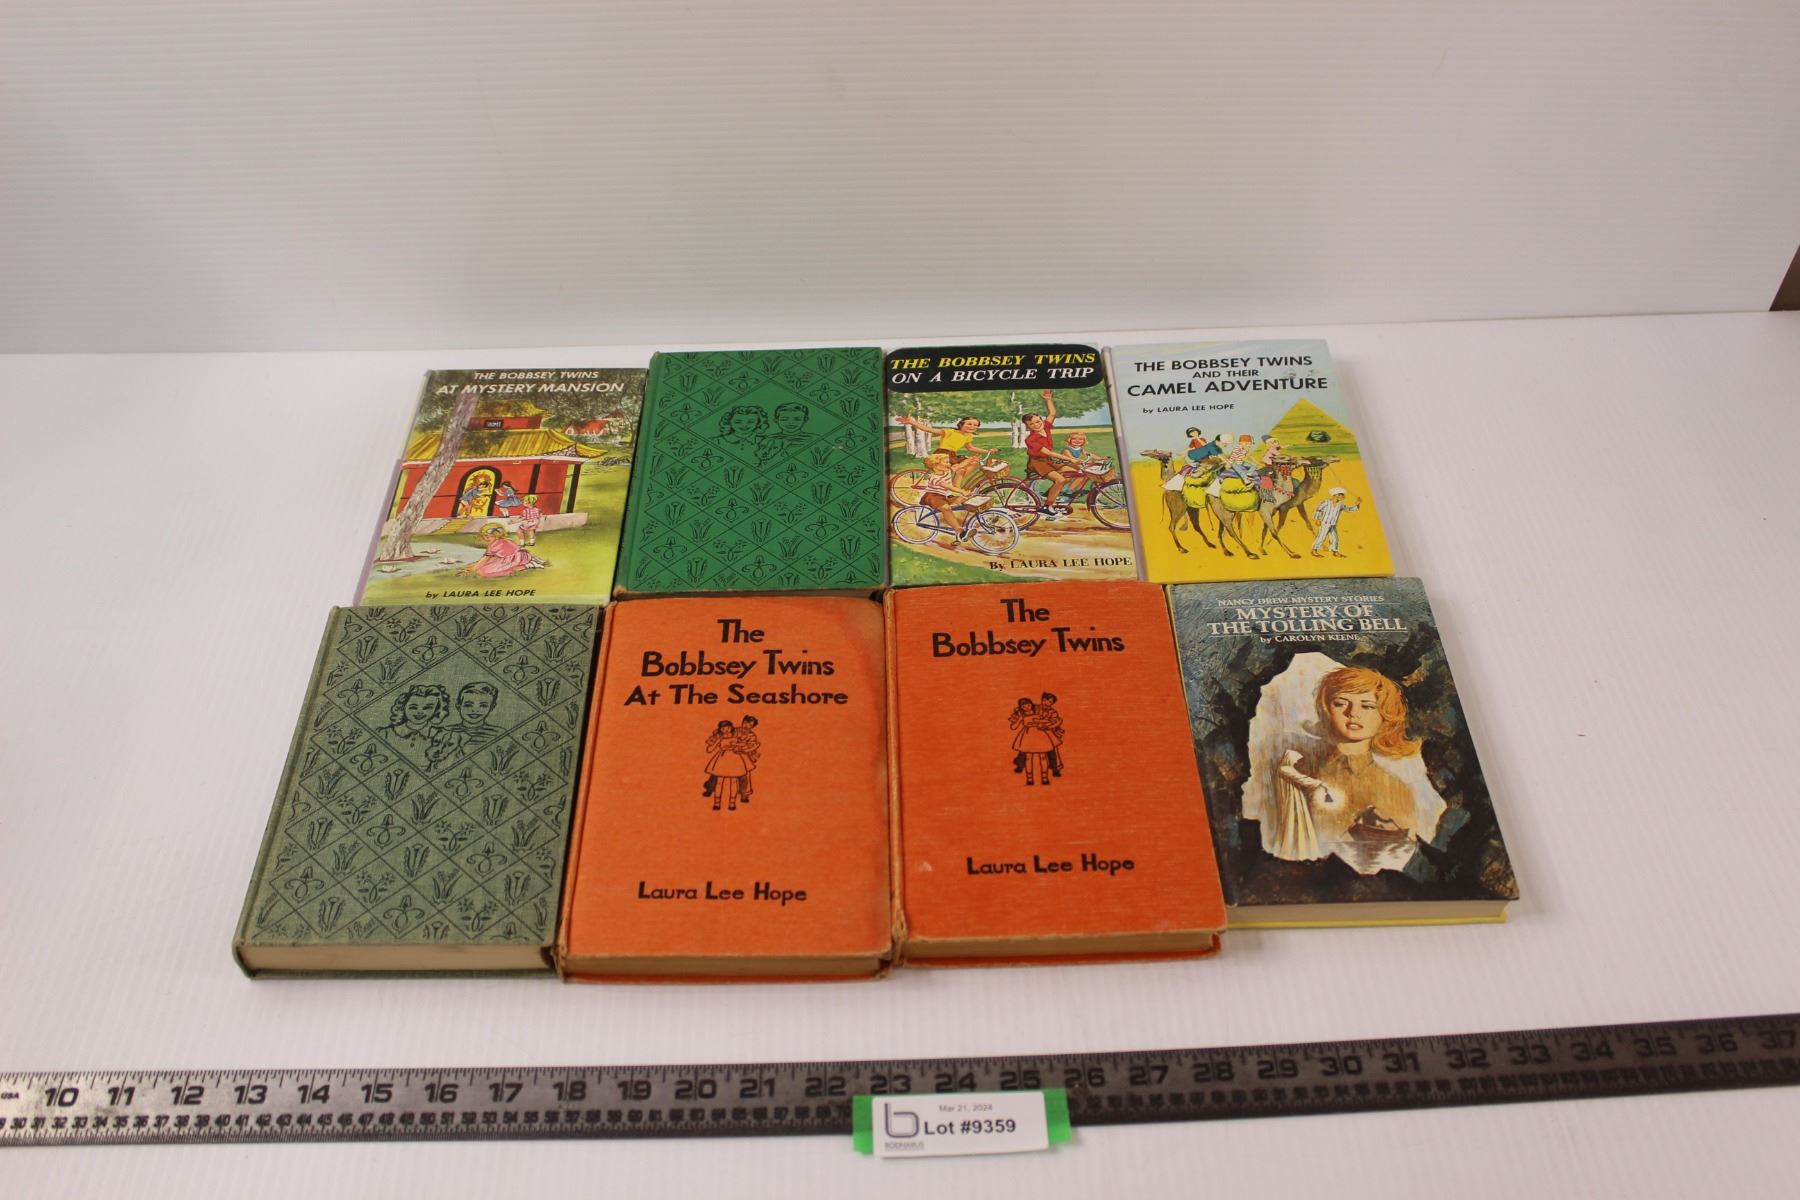 THE BOBBSEY TWINS
AT MYSTERY MANSION
by LAURA LEE HOPE
THE BOBBSEY TWINS
ON A BICYCLE TRIP
By LAURA LEE HOPE
THE BOBBSEY TWINS
AND THEIR
CAMEL ADVENTURE
by LAURA LEE HOPE
The
Bobbsey Twins
At The Seashore
Laura Lee Hope
The
Bobbsey Twins
Laura Lee Hope
NANCY DREW MYSTERY STORIES
MYSTERY OF
THE TOLLING BELL
by CAROLYN KEENE
USA 10 11 12 13 14 15 16 17 18 19 20 21 22 23 24 25 26 27 28 29 30 31 32 33 34 35 36 37
Mar 21, 2024
Lot #9359
BODNARUS